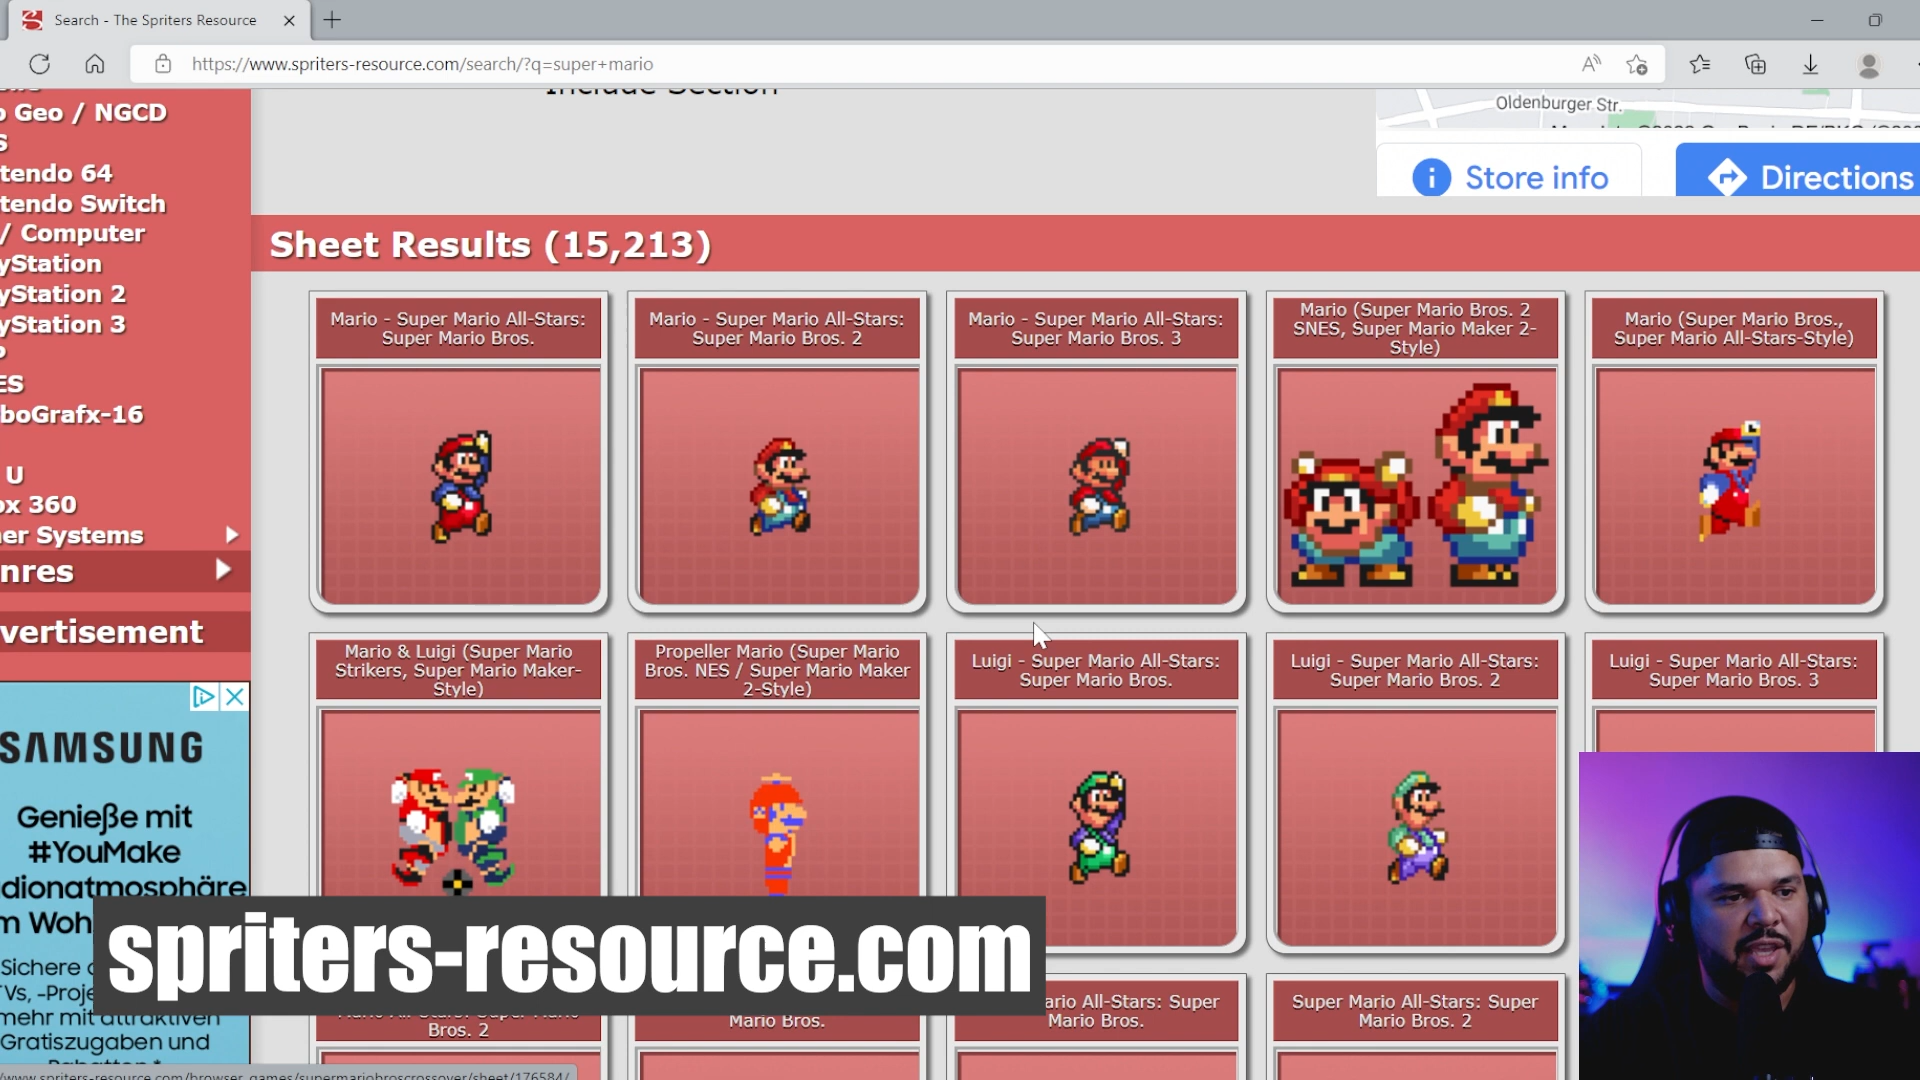 Search - The Spriters Resource
https://www.spriters-resource.com/search/?q=super+mario
Include Section
Oldenburger Str.
Store info
Directions
o Geo / NGCD
S
tendo 64
tendo Switch
/ Computer
yStation
yStation 2
yStation 3
P
ES
boGrafx-16
U
ox 360
er Systems
nres
vertisement
Sheet Results (15,213)
Mario - Super Mario All-Stars:
Super Mario Bros.
Mario - Super Mario All-Stars:
Super Mario Bros. 2
Mario - Super Mario All-Stars:
Super Mario Bros. 3
Mario (Super Mario Bros. 2
SNES, Super Mario Maker 2-
Style)
Mario (Super Mario Bros.,
Super Mario All-Stars-Style)
Mario & Luigi (Super Mario
Strikers, Super Mario Maker-
Style)
Propeller Mario (Super Mario
Bros. NES / Super Mario Maker
2-Style)
Luigi - Super Mario All-Stars:
Super Mario Bros.
Luigi - Super Mario All-Stars:
Super Mario Bros. 2
Luigi - Super Mario All-Stars:
Super Mario Bros. 3
SAMSUNG
Genieße mit
#YouMake
dionatmosphäre
m Woh
Sichere
TVs, -Proje
mehr mit attraktiven
Gratiszugaben und
spriters-resource.com
Bros. 2
Mario Bros.
ario All-Stars: Super
Mario Bros.
Super Mario All-Stars: Super
Mario Bros. 2
/www.spriters-resource.com/browser_games/supermariobroscrossover/sheet/176584/